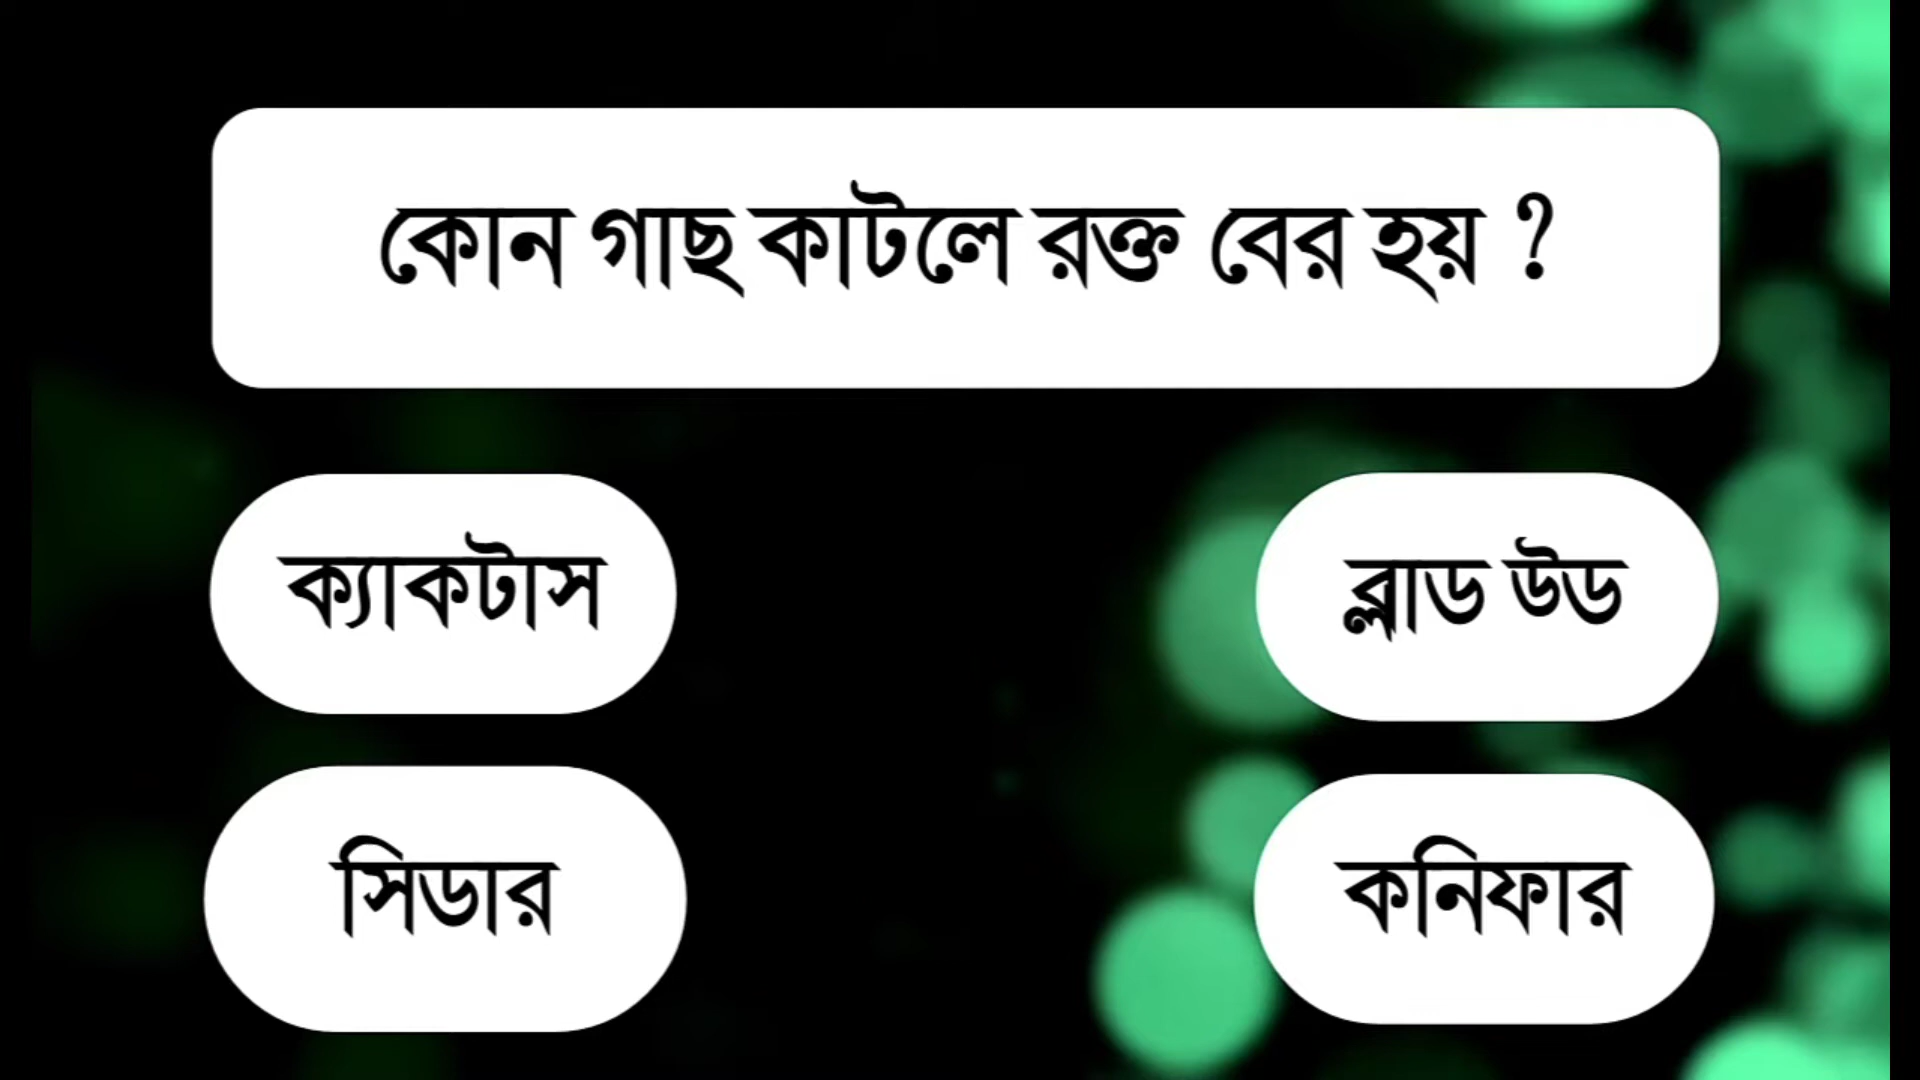 কোন গাছ কাটলে রক্ত বের হয় ?
ক্যাকটাস
ব্লাড উড
সিডার
কনিফার